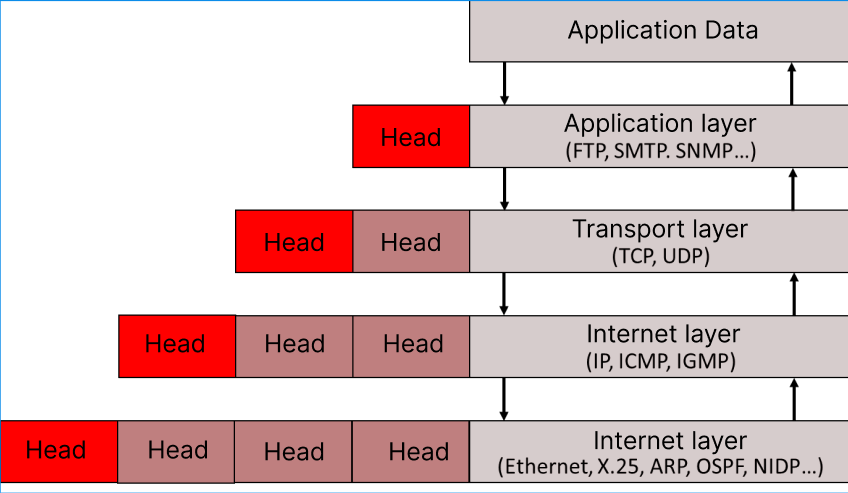 Application Data
Head
Application layer
(FTP, SMTP. SNMP...)
Head
Head
Transport layer
(TCP, UDP)
Head
Head
Head
Internet layer
(IP, ICMP, IGMP)
Head
Head
Head
Head
Internet layer
(Ethernet, X.25, ARP, OSPF, NIDP...)